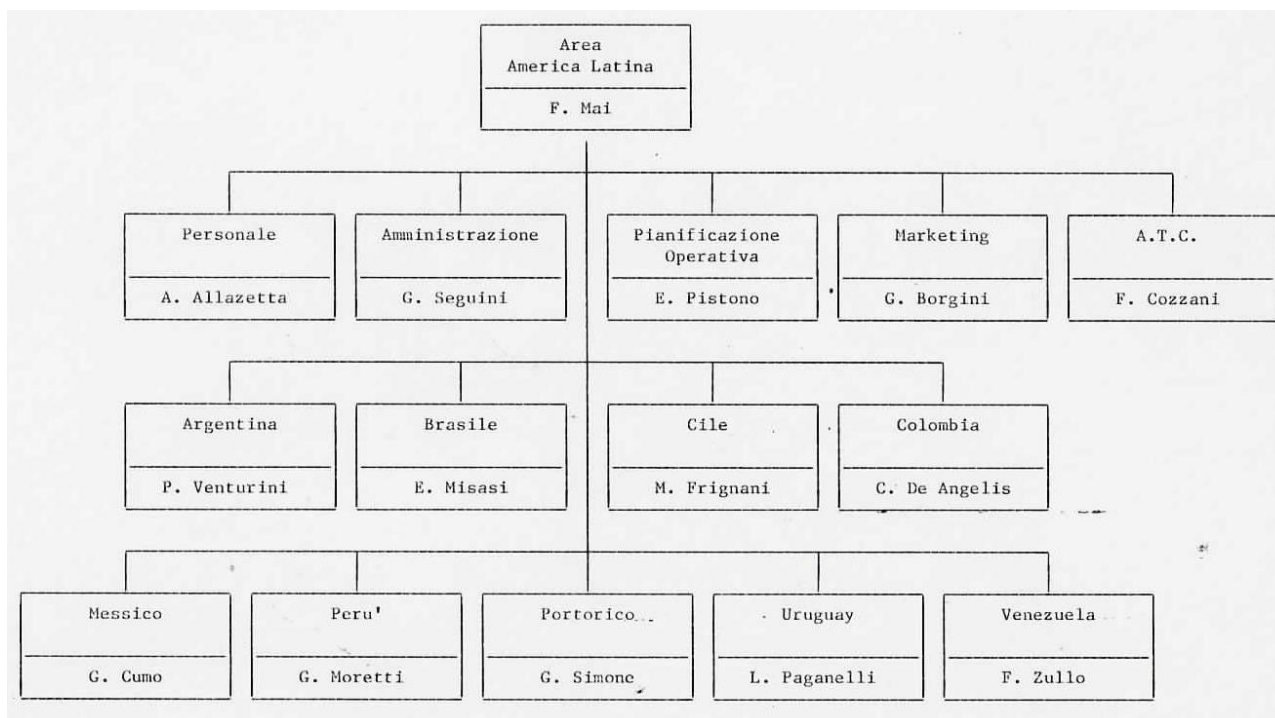 Area
America Latina
F. Mai
Personale
A. Allazetta
Amministrazione
G. Seguini
Pianificazione
Operativa
E. Pistono
Marketing
G. Borgini
A.T.C.
F. Cozzani
Argentina
P. Venturini
Brasile
E. Misasi
Cile
M. Frignani
Colombia
C. De Angelis
Messico
G. Cumo
Peru'
G. Moretti
Portorico
G. Simone
Uruguay
L. Paganelli
Venezuela
F. Zullo